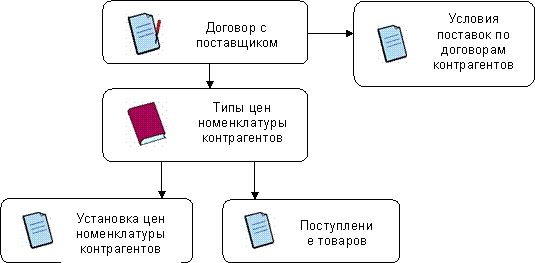 Договор с
поставщиком
Условия
поставок по
договорам
контрагентов
Типы цен
номенклатуры
контрагентов
Установка цен
номенклатуры
контрагентов
Поступлени
е товаров